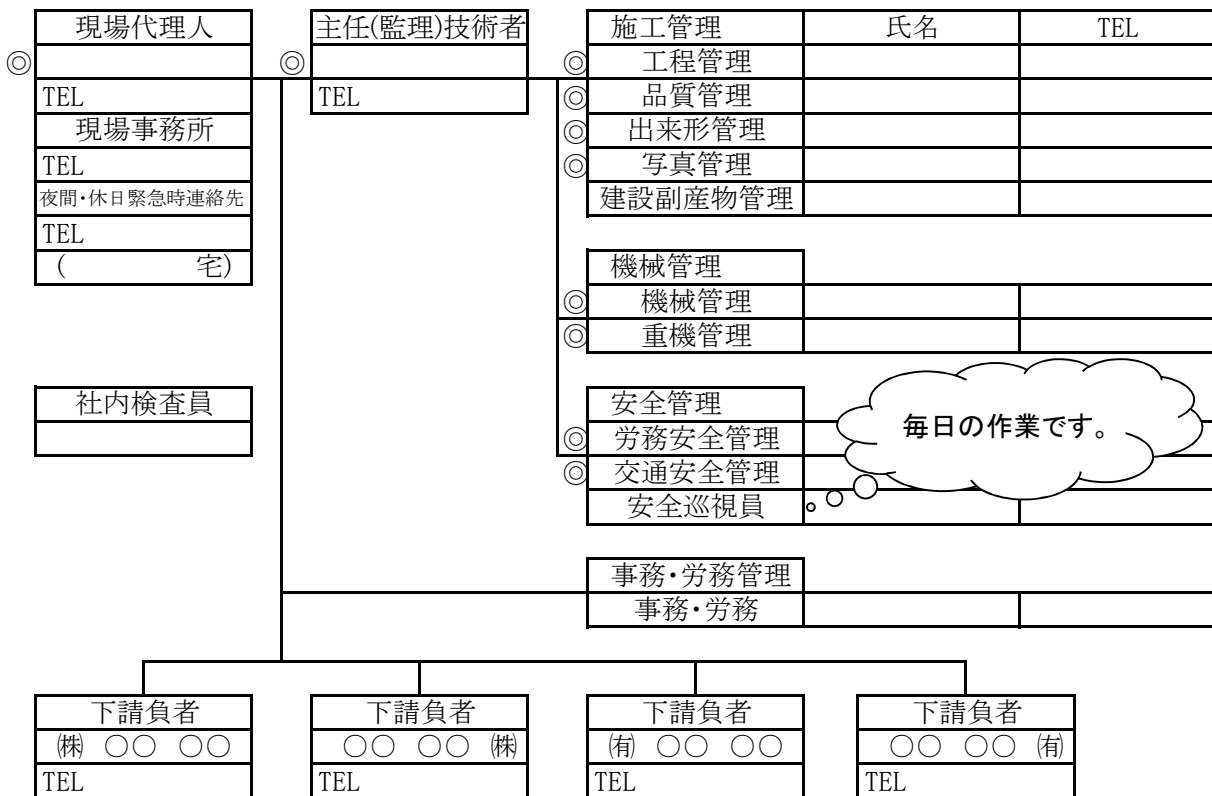 現場代理人 主任(監理)技術者 施工管理 氏名 TEL
◎ ◎ ◎ 工程管理
TEL TEL ◎ 品質管理
現場事務所 ◎ 出来形管理
TEL ◎ 写真管理
夜間・休日緊急時連絡先 建設副産物管理
TEL
( 宅) 機械管理
◎ 機械管理
◎ 重機管理
社内検査員 安全管理
毎日の作業です。
◎ 労務安全管理
◎ 交通安全管理
安全巡視員
事務・労務管理
事務・労務
下請負者 下請負者 下請負者 下請負者
㈱ ○○ ○○ ○○ ○○ ㈱ ㈲ ○○ ○○ ○○ ○○ ㈲
TEL TEL TEL TEL